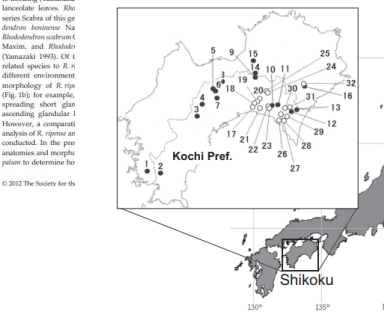 lanceolate leaves. Rho
series Scabra of this ge
dendron boninense Na
Rhododendron scabrum G
Maxim. and Rhododen
(Yamazaki 1993). Of t
related species to R. r
different environment
morphology of R. ripe
(Fig. 1b); for example,
spreading short glan
ascending glandular l
However, a comparati
analysis of R. ripense an
conducted. In the pre
anatomies and morpho
palum to determine ho
© 2012 The Society for th
5 9 15 25
14 10 11 24
19 32
6 18 20 30 16
4 7 31
3 13
17 12
21 29
22 23 28
26
27
Kochi Pref.
1 2
Shikoku
130° 135°